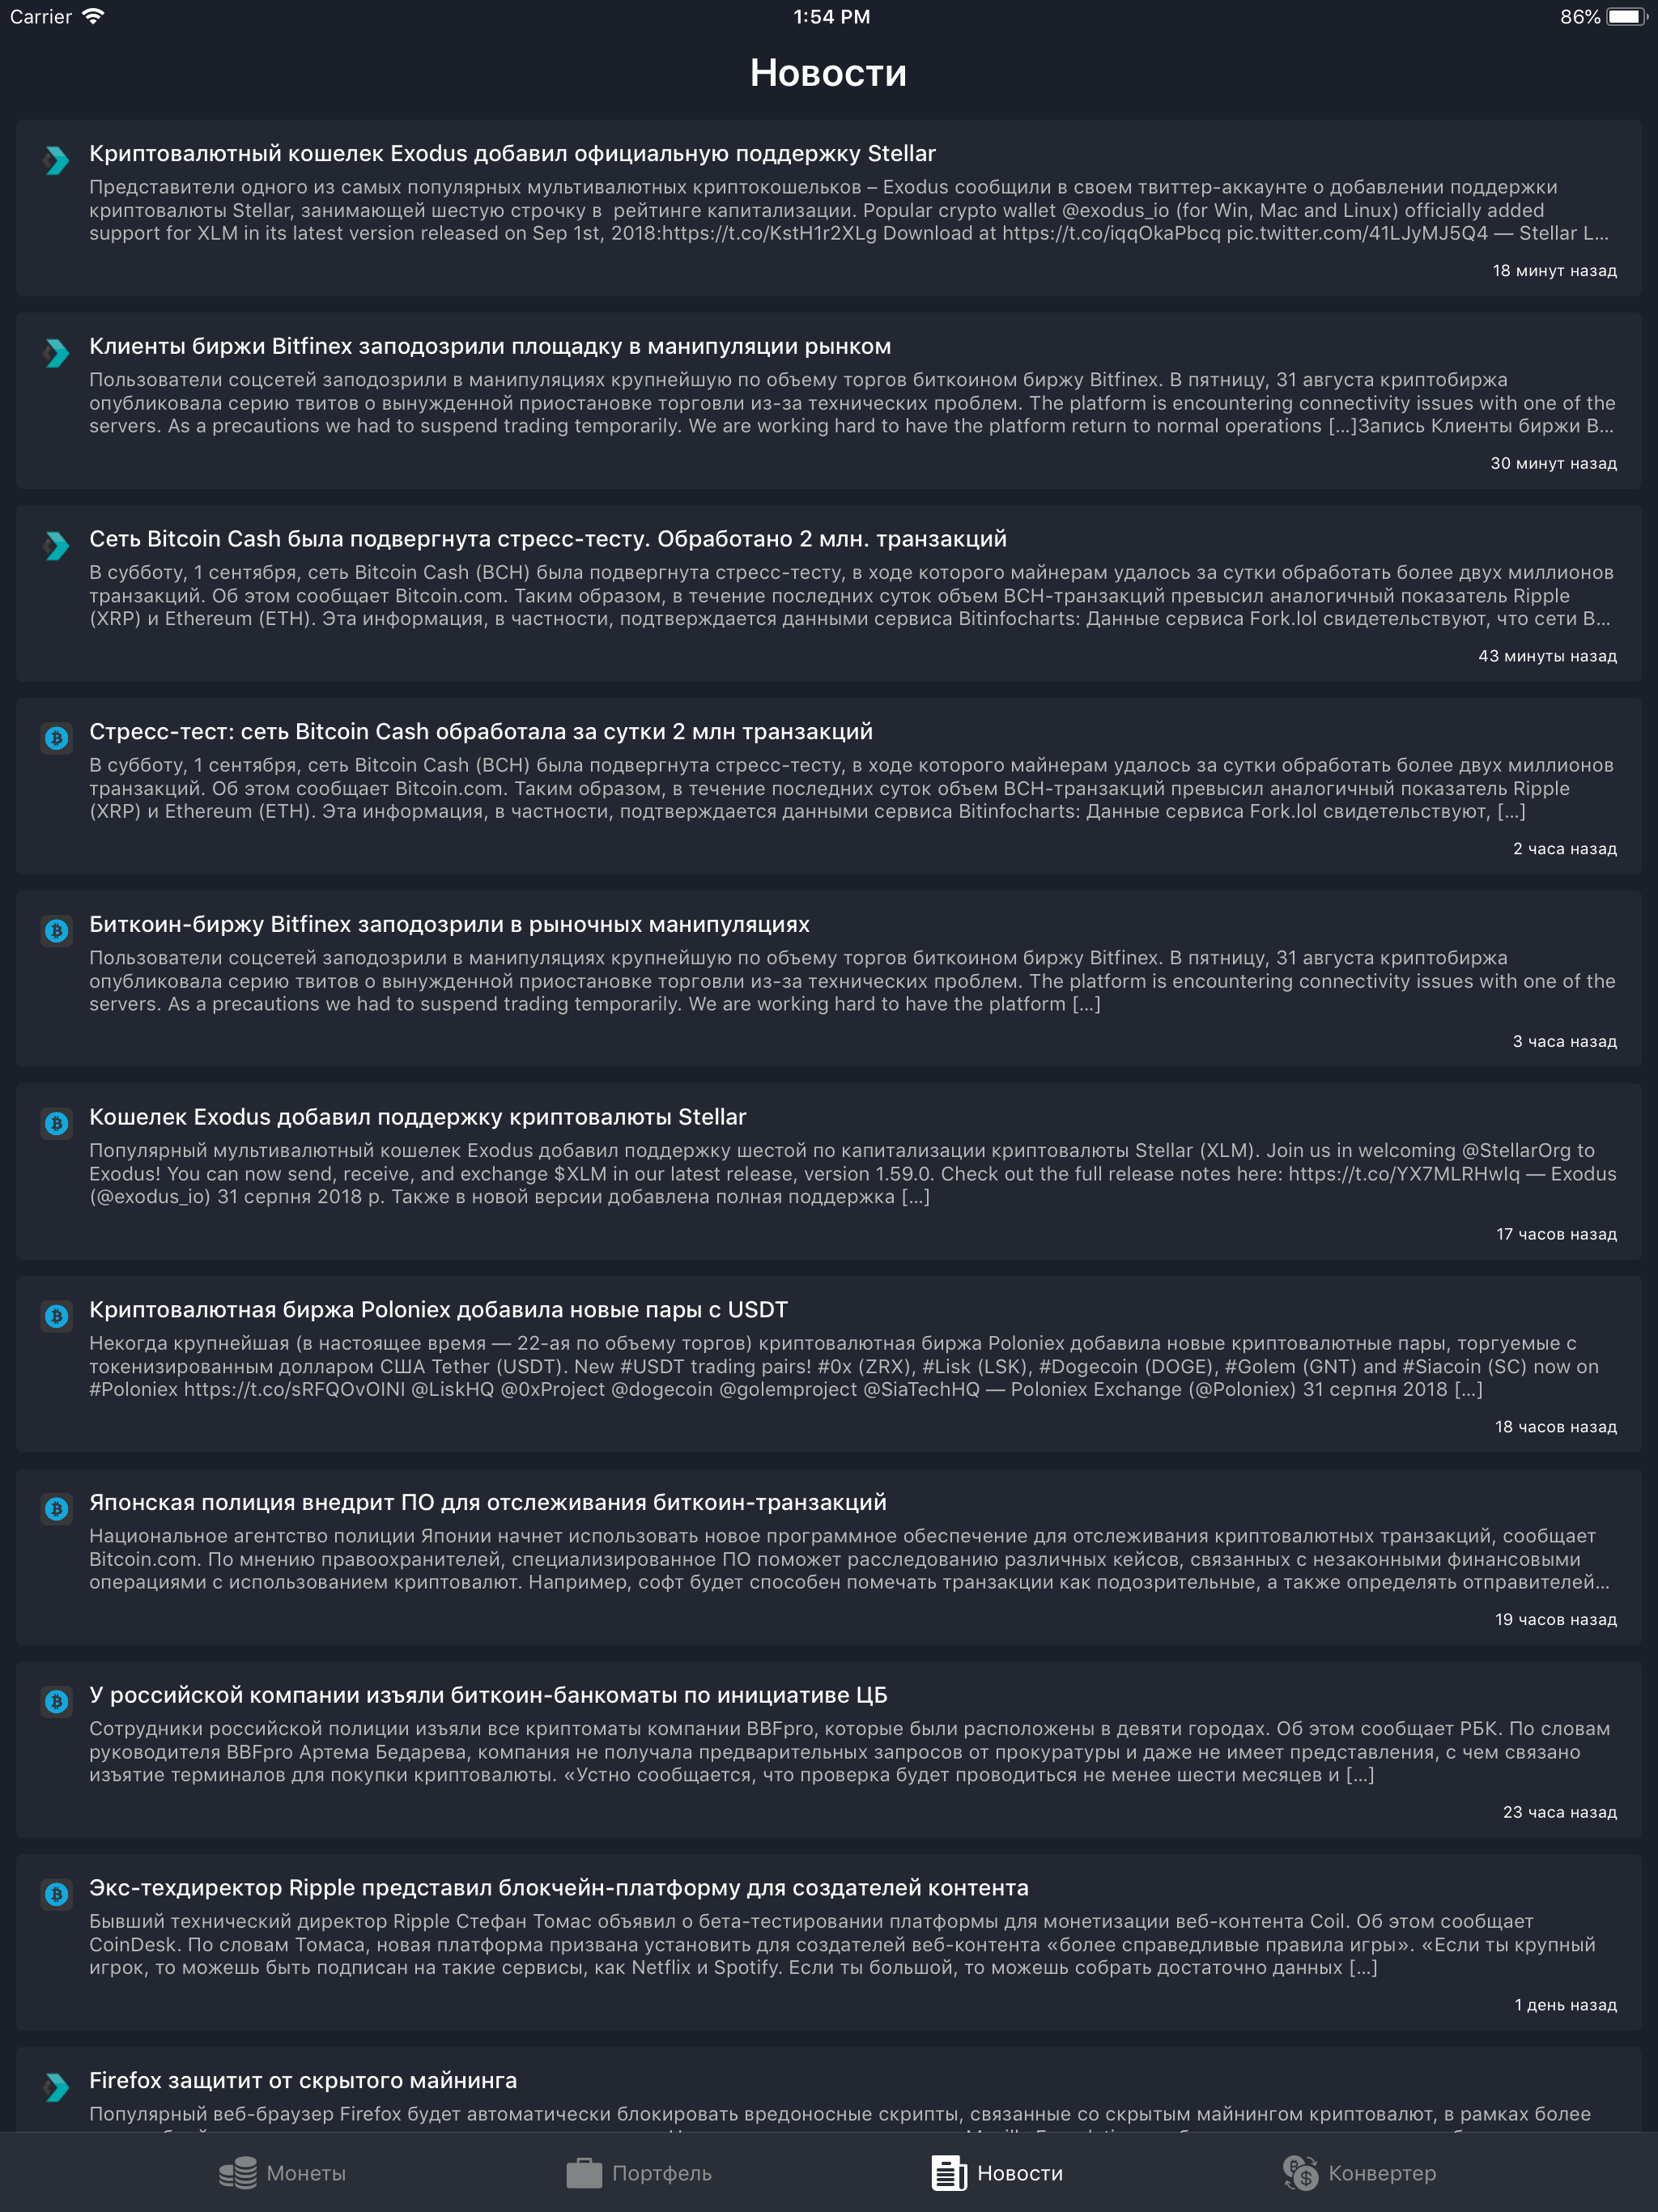 Carrier 1:54 PM 86%
Новости
Криптовалютный кошелек Exodus добавил официальную поддержку Stellar
Представители одного из самых популярных мультивалютных криптокошельков – Exodus сообщили в своем твиттер-аккаунте о добавлении поддержки
криптовалюты Stellar, занимающей шестую строчку в  рейтинге капитализации. Popular crypto wallet @exodus_io (for Win, Mac and Linux) officially added
support for XLM in its latest version released on Sep 1st, 2018:https://t.co/KstH1r2XLg Download at https://t.co/iqqOkaPbcq pic.twitter.com/41LJyMJ5Q4 — Stellar L...
18 минут назад
Клиенты биржи Bitfinex заподозрили площадку в манипуляции рынком
Пользователи соцсетей заподозрили в манипуляциях крупнейшую по объему торгов биткоином биржу Bitfinex. В пятницу, 31 августа криптобиржа
опубликовала серию твитов о вынужденной приостановке торговли из-за технических проблем. The platform is encountering connectivity issues with one of the
servers. As a precautions we had to suspend trading temporarily. We are working hard to have the platform return to normal operations [...]Запись Клиенты биржи B...
30 минут назад
Сеть Bitcoin Cash была подвергнута стресс-тесту. Обработано 2 млн. транзакций
В субботу, 1 сентября, сеть Bitcoin Cash (BCH) была подвергнута стресс-тесту, в ходе которого майнерам удалось за сутки обработать более двух миллионов
транзакций. Об этом сообщает Bitcoin.com. Таким образом, в течение последних суток объем BCH-транзакций превысил аналогичный показатель Ripple
(XRP) и Ethereum (ETH). Эта информация, в частности, подтверждается данными сервиса Bitinfocharts: Данные сервиса Fork.lol свидетельствуют, что сети B...
43 минуты назад
Стресс-тест: сеть Bitcoin Cash обработала за сутки 2 млн транзакций
В субботу, 1 сентября, сеть Bitcoin Cash (BCH) была подвергнута стресс-тесту, в ходе которого майнерам удалось за сутки обработать более двух миллионов
транзакций. Об этом сообщает Bitcoin.com. Таким образом, в течение последних суток объем BCH-транзакций превысил аналогичный показатель Ripple
(XRP) и Ethereum (ETH). Эта информация, в частности, подтверждается данными сервиса Bitinfocharts: Данные сервиса Fork.lol свидетельствуют, [...]
2 часа назад
Биткоин-биржу Bitfinex заподозрили в рыночных манипуляциях
Пользователи соцсетей заподозрили в манипуляциях крупнейшую по объему торгов биткоином биржу Bitfinex. В пятницу, 31 августа криптобиржа
опубликовала серию твитов о вынужденной приостановке торговли из-за технических проблем. The platform is encountering connectivity issues with one of the
servers. As a precautions we had to suspend trading temporarily. We are working hard to have the platform [...]
3 часа назад
Кошелек Exodus добавил поддержку криптовалюты Stellar
Популярный мультивалютный кошелек Exodus добавил поддержку шестой по капитализации криптовалюты Stellar (XLM). Join us in welcoming @StellarOrg to
Exodus! You can now send, receive, and exchange $XLM in our latest release, version 1.59.0. Check out the full release notes here: https://t.co/YX7MLRHwIq — Exodus
(@exodus_io) 31 серпня 2018 р. Также в новой версии добавлена полная поддержка [...]
17 часов назад
Криптовалютная биржа Poloniex добавила новые пары с USDT
Некогда крупнейшая (в настоящее время — 22-ая по объему торгов) криптовалютная биржа Poloniex добавила новые криптовалютные пары, торгуемые с
токенизированным долларом США Tether (USDT). New #USDT trading pairs! #0x (ZRX), #Lisk (LSK), #Dogecoin (DOGE), #Golem (GNT) and #Siacoin (SC) now on
#Poloniex https://t.co/sRFQOvOINI @LiskHQ @0xProject @dogecoin @golemproject @SiaTechHQ — Poloniex Exchange (@Poloniex) 31 серпня 2018 [...]
18 часов назад
Японская полиция внедрит ПО для отслеживания биткоин-транзакций
Национальное агентство полиции Японии начнет использовать новое программное обеспечение для отслеживания криптовалютных транзакций, сообщает
Bitcoin.com. По мнению правоохранителей, специализированное ПО поможет расследованию различных кейсов, связанных с незаконными финансовыми
операциями с использованием криптовалют. Например, софт будет способен помечать транзакции как подозрительные, а также определять отправителей...
19 часов назад
У российской компании изъяли биткоин-банкоматы по инициативе ЦБ
Сотрудники российской полиции изъяли все криптоматы компании BBFpro, которые были расположены в девяти городах. Об этом сообщает РБК. По словам
руководителя BBFpro Артема Бедарева, компания не получала предварительных запросов от прокуратуры и даже не имеет представления, с чем связано
изъятие терминалов для покупки криптовалюты. «Устно сообщается, что проверка будет проводиться не менее шести месяцев и [...]
23 часа назад
Экс-техдиректор Ripple представил блокчейн-платформу для создателей контента
Бывший технический директор Ripple Стефан Томас объявил о бета-тестировании платформы для монетизации веб-контента Coil. Об этом сообщает
CoinDesk. По словам Томаса, новая платформа призвана установить для создателей веб-контента «более справедливые правила игры». «Если ты крупный
игрок, то можешь быть подписан на такие сервисы, как Netflix и Spotify. Если ты большой, то можешь собрать достаточно данных [...]
1 день назад
Firefox защитит от скрытого майнинга
Популярный веб-браузер Firefox будет автоматически блокировать вредоносные скрипты, связанные со скрытым майнингом криптовалют, в рамках более
Монеты Портфель Новости Конвертер